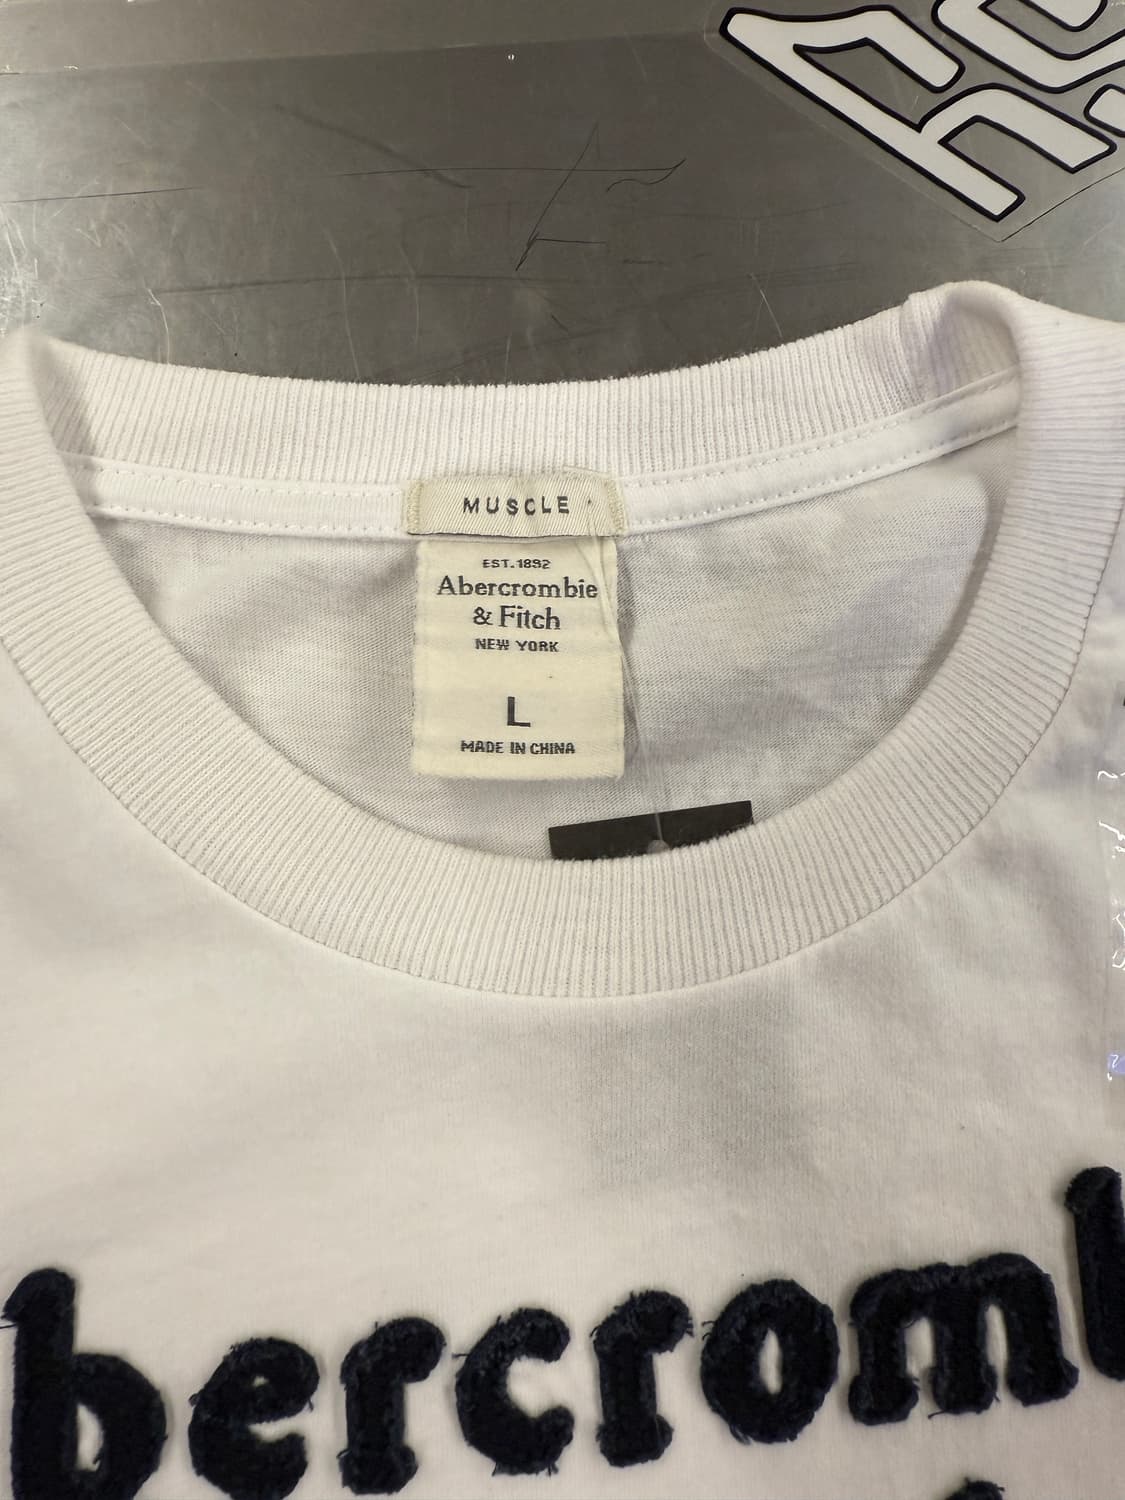 MUSCLE
EST. 1892
Abercrombie
& Fitch
NEW YORK
L
MADE IN CHINA
bercromb